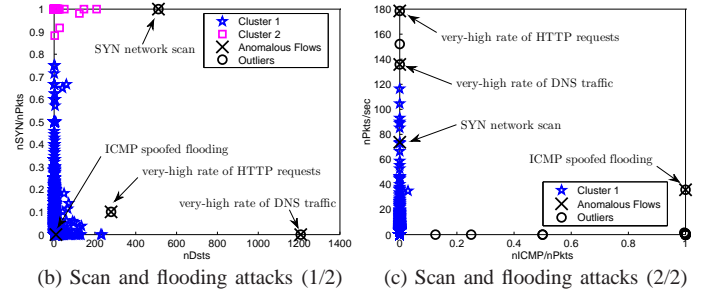 1
0.9
0.8
0.7
0.6
0.5
0.4
0.3
0.2
0.1
0
nSYN/nPkts
0 200 400 600 800 1000 1200 1400
nDsts
SYN network scan
Cluster 1
Cluster 2
Anomalous Flows
Outliers
ICMP spoofed flooding
very-high rate of HTTP requests
very-high rate of DNS traffic
(b) Scan and flooding attacks (1/2)
180
160
140
120
100
80
60
40
20
0
nPkts/sec
0 0.2 0.4 0.6 0.8 1
nICMP/nPkts
very-high rate of HTTP requests
very-high rate of DNS traffic
SYN network scan
ICMP spoofed flooding
Cluster 1
Anomalous Flows
Outliers
(c) Scan and flooding attacks (2/2)